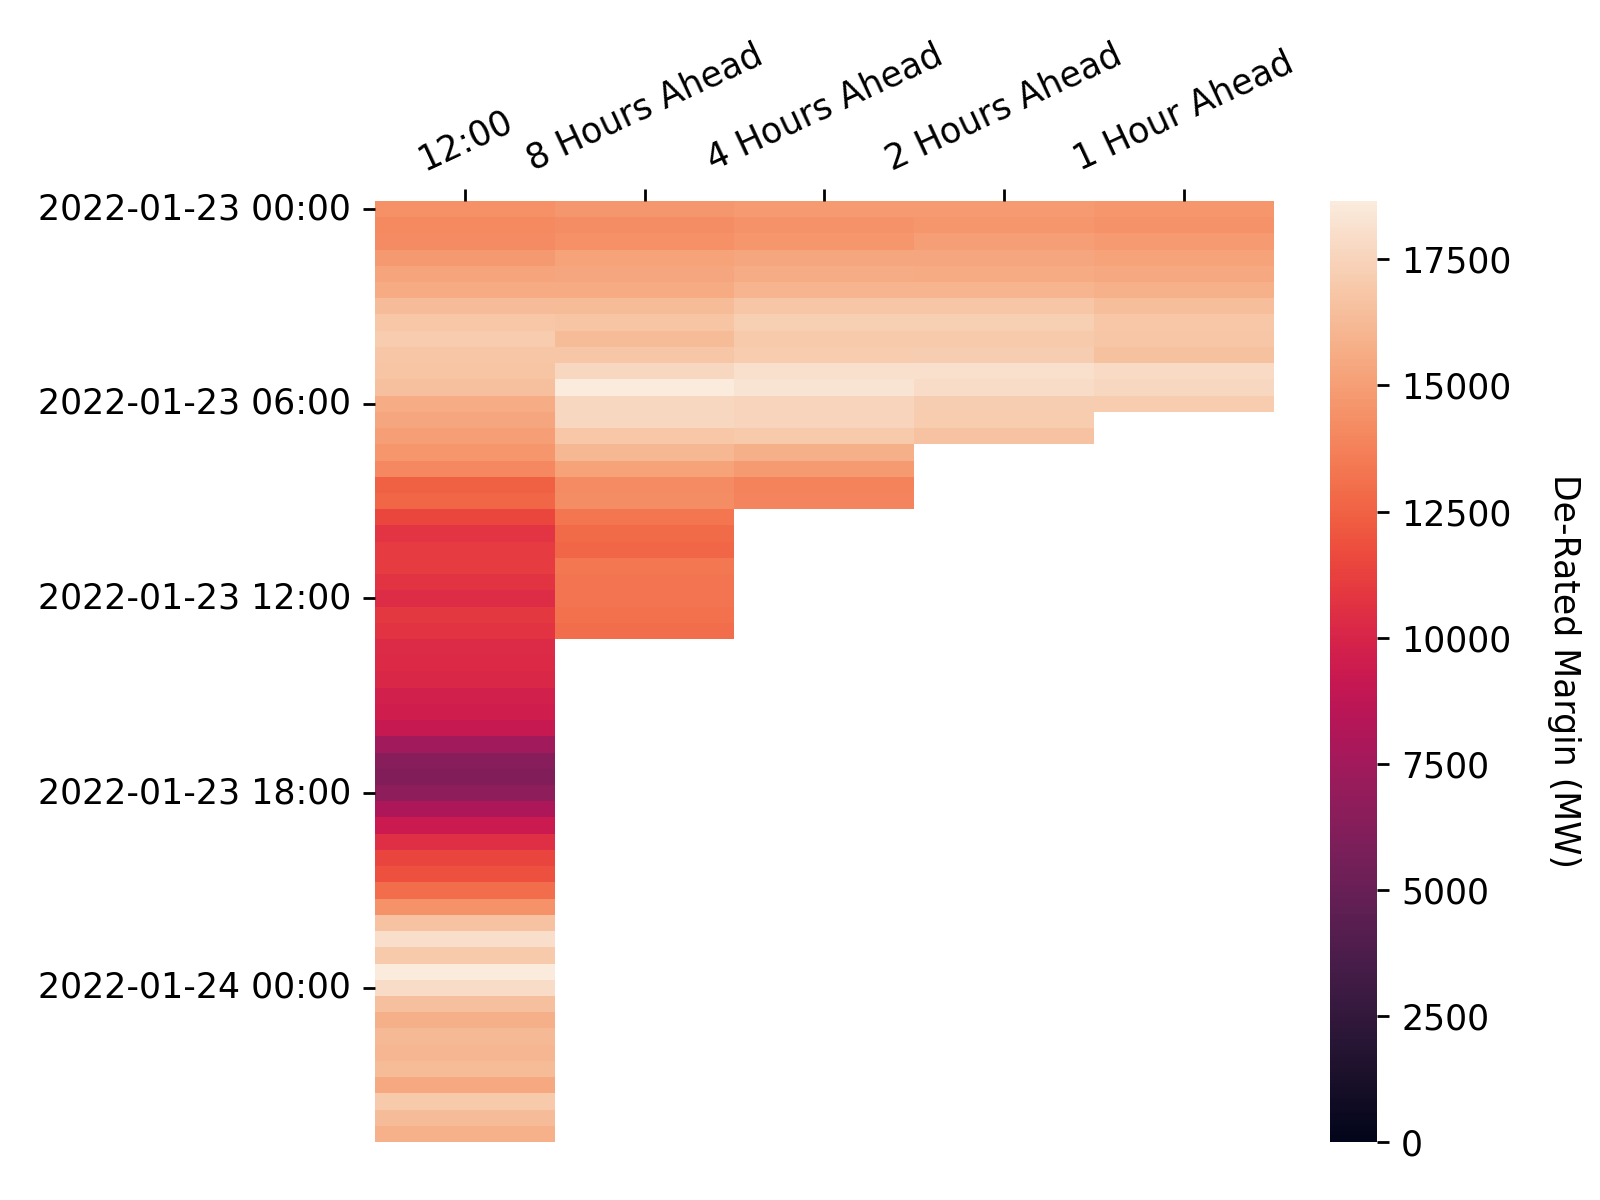 12:00
8 Hours Ahead
4 Hours Ahead
2 Hours Ahead
1 Hour Ahead
2022-01-23 00:00
2022-01-23 06:00
2022-01-23 12:00
2022-01-23 18:00
2022-01-24 00:00
17500
15000
12500
10000
7500
5000
2500
0
De-Rated Margin (MW)